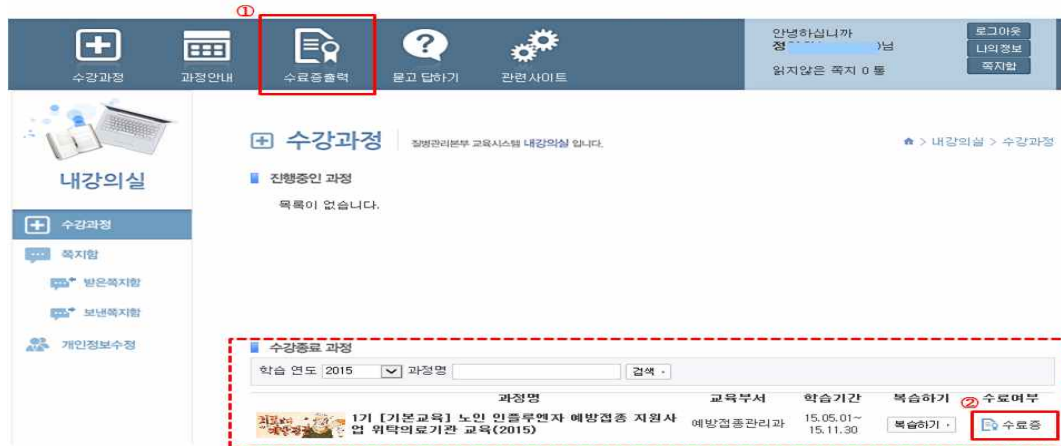 ①
수강과정 과정안내 수료증출력 묻고 답하기 관련사이트
안녕하십니까
정 )님
읽지않은 쪽지 0 통
로그아웃
나의정보
쪽지함
내강의실
수강과정
쪽지함
받은쪽지함
보낸쪽지함
개인정보수정
수강과정 질병관리본부 교육시스템 내강의실 입니다.
> 내강의실 > 수강과정
진행중인 과정
목록이 없습니다.
수강종료 과정
학습 연도 2015 과정명 검색
과정명 교육부서 학습기간 복습하기 ② 수료여부
1기 [기본교육] 노인 인플루엔자 예방접종 지원사
업 위탁의료기관 교육(2015)
예방접종관리과
15.05.01~
15.11.30
복습하기
수료증